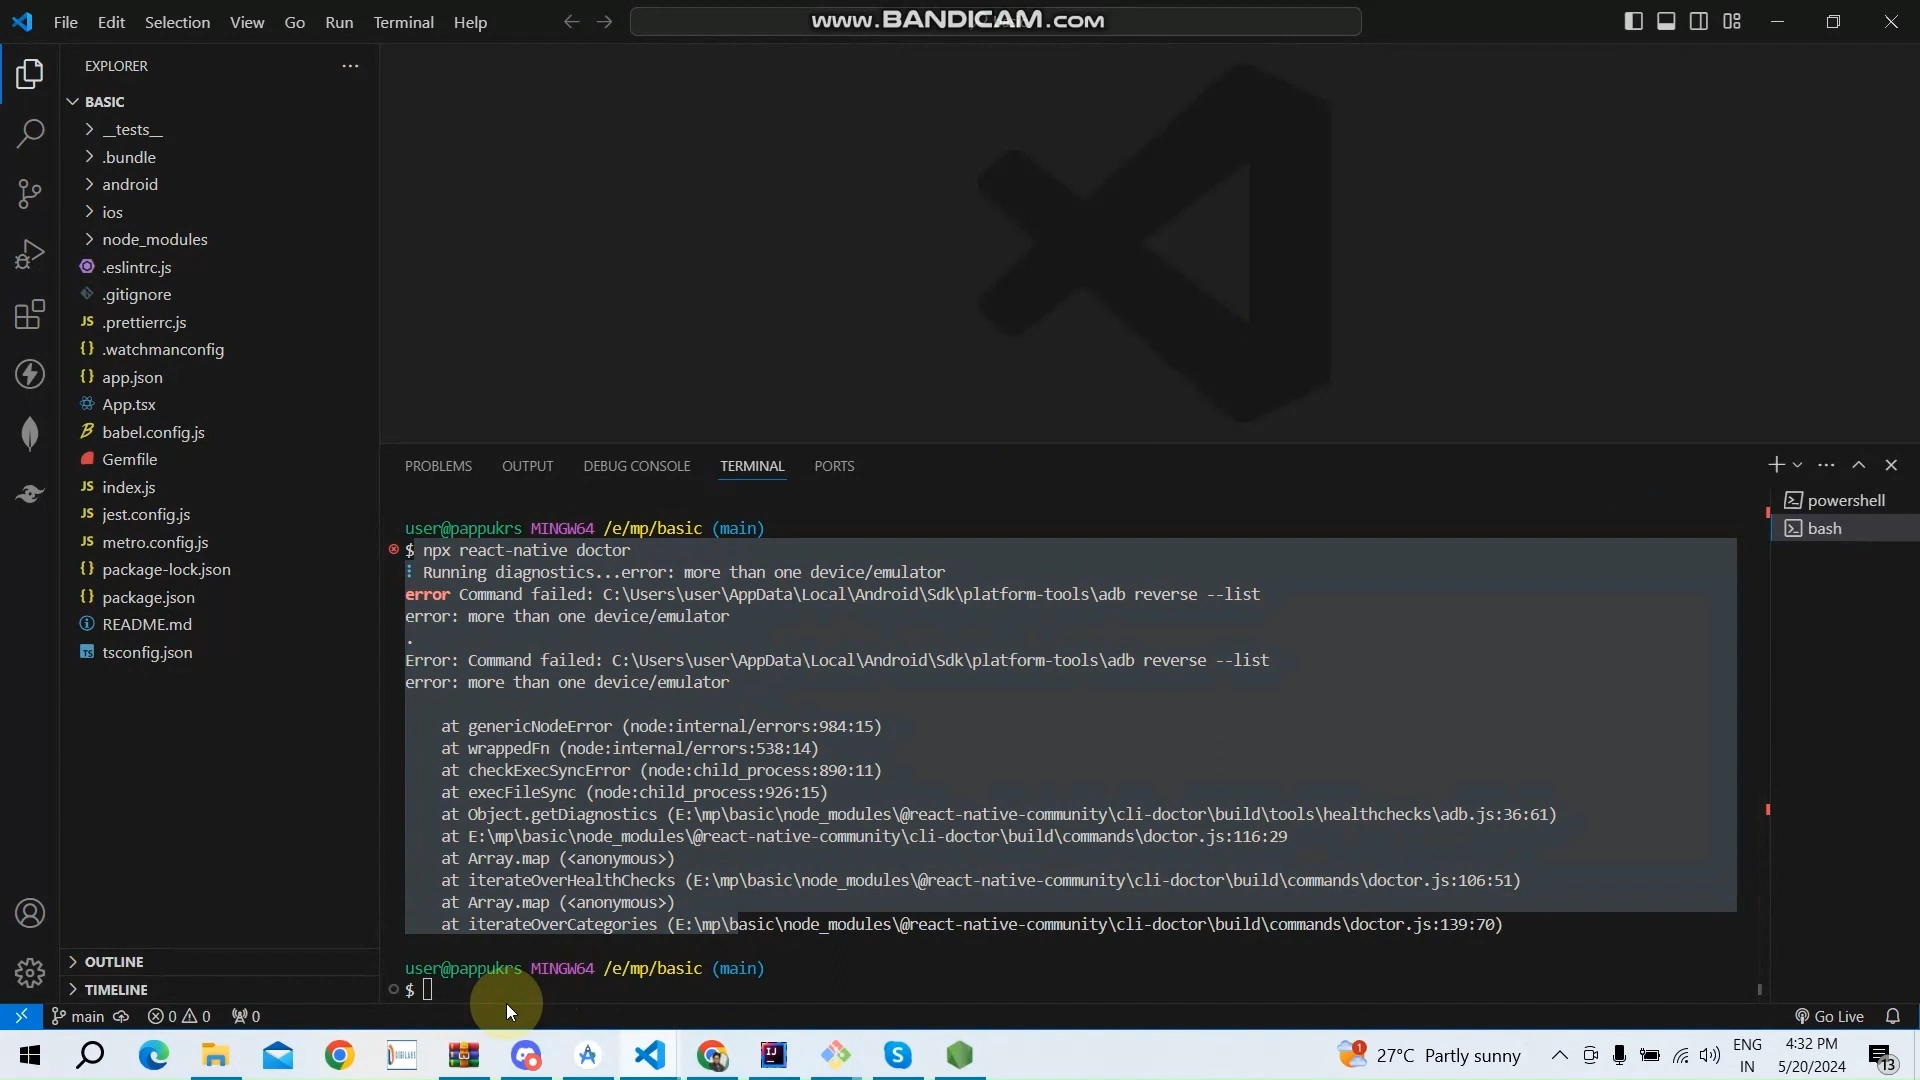 File Edit Selection View Go Run Terminal Help
www.BANDICAM.com
EXPLORER
BASIC
__tests__
.bundle
android
ios
node_modules
.eslintrc.js
.gitignore
JS .prettierrc.js
{} .watchmanconfig
{} app.json
App.tsx
babel.config.js
Gemfile
JS index.js
JS jest.config.js
JS metro.config.js
{} package-lock.json
{} package.json
README.md
TS tsconfig.json
OUTLINE
TIMELINE
PROBLEMS OUTPUT DEBUG CONSOLE TERMINAL PORTS
powershell
bash
user@pappukrs MINGW64 /e/mp/basic (main)
$ npx react-native doctor
⠇ Running diagnostics...error: more than one device/emulator
error Command failed: C:\Users\user\AppData\Local\Android\Sdk\platform-tools\adb reverse --list
error: more than one device/emulator
.
Error: Command failed: C:\Users\user\AppData\Local\Android\Sdk\platform-tools\adb reverse --list
error: more than one device/emulator
at genericNodeError (node:internal/errors:984:15)
at wrappedFn (node:internal/errors:538:14)
at checkExecSyncError (node:child_process:890:11)
at execFileSync (node:child_process:926:15)
at Object.getDiagnostics (E:\mp\basic\node_modules\@react-native-community\cli-doctor\build\tools\healthchecks\adb.js:36:61)
at E:\mp\basic\node_modules\@react-native-community\cli-doctor\build\commands\doctor.js:116:29
at Array.map (<anonymous>)
at iterateOverHealthChecks (E:\mp\basic\node_modules\@react-native-community\cli-doctor\build\commands\doctor.js:106:51)
at Array.map (<anonymous>)
at iterateOverCategories (E:\mp\basic\node_modules\@react-native-community\cli-doctor\build\commands\doctor.js:139:70)
user@pappukrs MINGW64 /e/mp/basic (main)
$
main 0 0 0
Go Live
IJ
S
1
27°C Partly sunny
ENG
IN
4:32 PM
5/20/2024
13